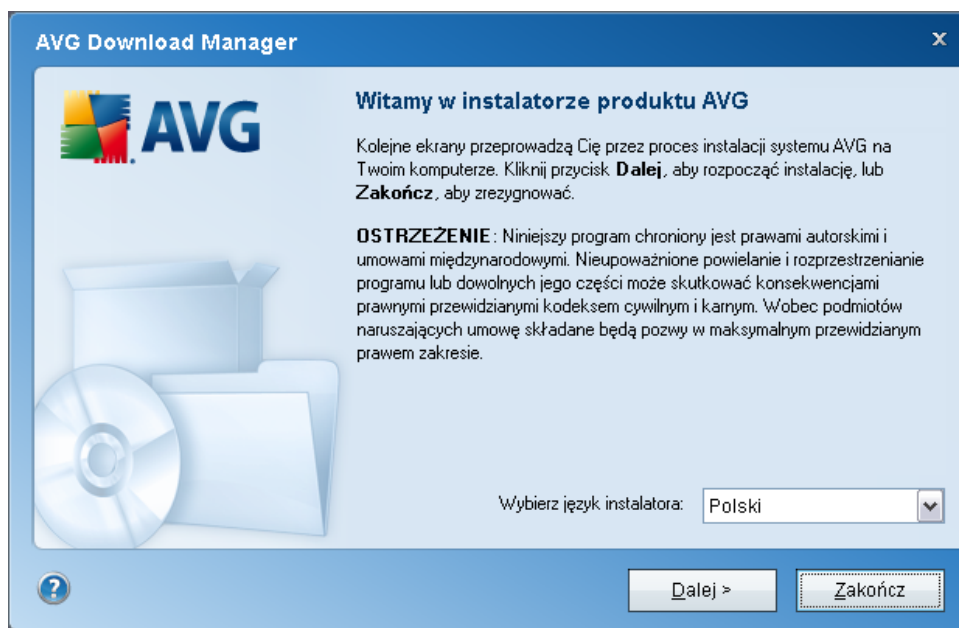 AVG Download Manager
x
AVG
Witamy w instalatorze produktu AVG
Kolejne ekrany przeprowadzą Cię przez proces instalacji systemu AVG na
Twoim komputerze. Kliknij przycisk Dalej, aby rozpocząć instalację, lub
Zakończ, aby zrezygnować.
OSTRZEŻENIE: Niniejszy program chroniony jest prawami autorskimi i
umowami międzynarodowymi. Nieupoważnione powielanie i rozprzestrzenianie
programu lub dowolnych jego części może skutkować konsekwencjami
prawnymi przewidzianymi kodeksem cywilnym i karnym. Wobec podmiotów
naruszających umowę składane będą pozwy w maksymalnym przewidzianym
prawem zakresie.
Wybierz język instalatora: Polski
? Dalej > Zakończ